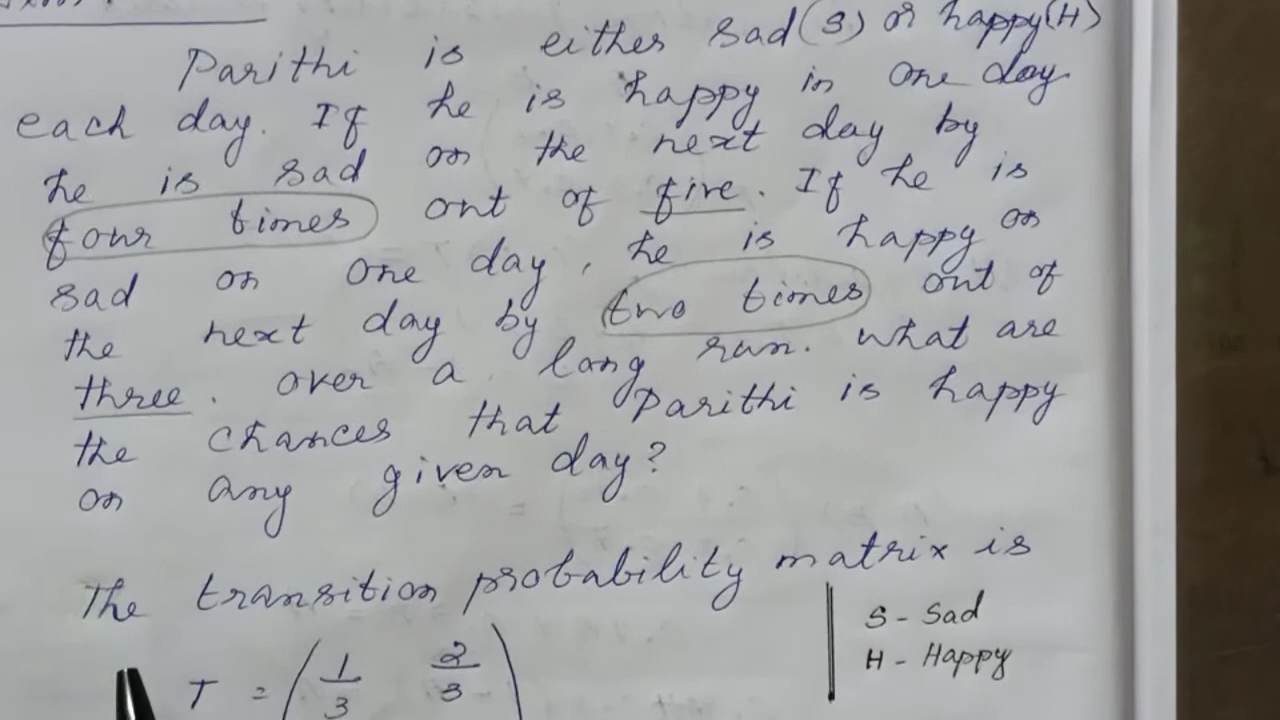 Parithi is either sad(S) or happy(H)
each day. If he is happy in one day
he is sad on the next day by
four times out of five. If he is
sad on one day, he is happy on
the next day by two times out of
three. over a long run. what are
the chances that Parithi is happy
on any given day?
The transition probability matrix is
S - Sad
H - Happy
T = ( 1/3 2/3 )